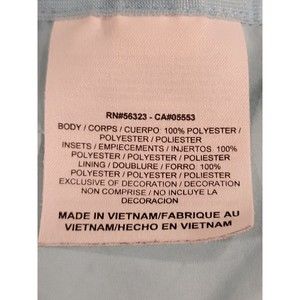 RN#56323 - CA#05553
BODY / CORPS / CUERPO: 100% POLYESTER /
POLYESTER / POLIESTER
INSETS / EMPIECEMENTS / INJERTOS: 100%
POLYESTER / POLYESTER / POLIESTER
LINING / DOUBLURE / FORRO: 100%
POLYESTER / POLYESTER / POLIESTER
EXCLUSIVE OF DECORATION / DECORATION
NON COMPRISE / NO INCLUYE LA
DECORACION
MADE IN VIETNAM/FABRIQUE AU
VIETNAM/HECHO EN VIETNAM